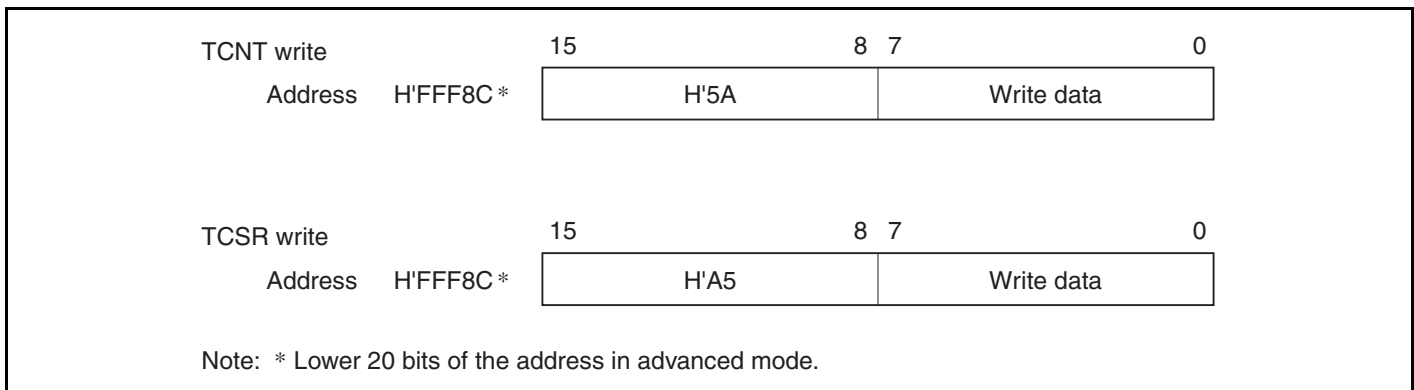 TCNT write 15 8 7 0
Address H'FFF8C * H'5A Write data
TCSR write 15 8 7 0
Address H'FFF8C * H'A5 Write data
Note: * Lower 20 bits of the address in advanced mode.